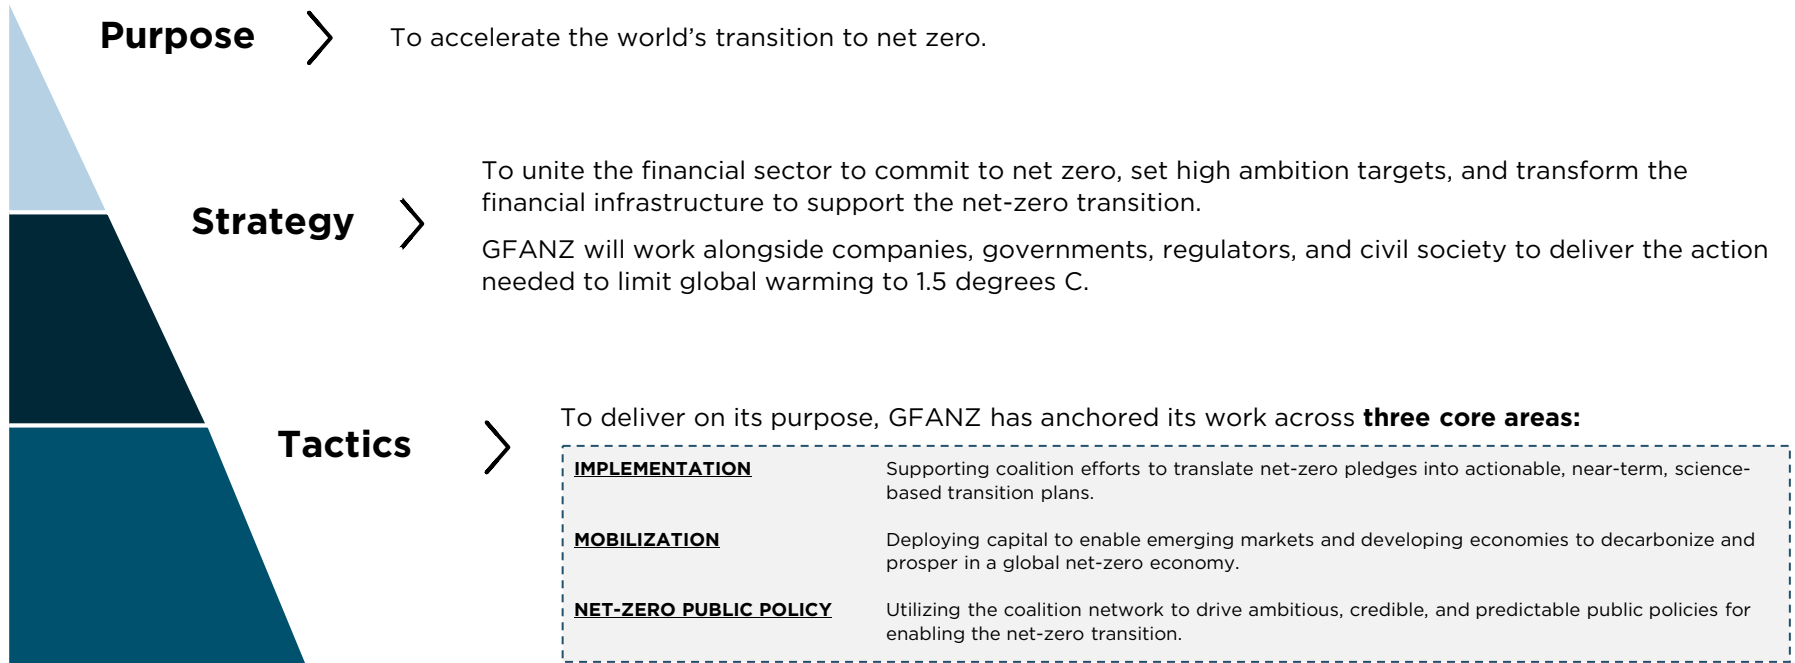 Purpose
To accelerate the world's transition to net zero.
Strategy
To unite the financial sector to commit to net zero, set high ambition targets, and transform the
financial infrastructure to support the net-zero transition.
GFANZ will work alongside companies, governments, regulators, and civil society to deliver the action
needed to limit global warming to 1.5 degrees C.
Tactics
To deliver on its purpose, GFANZ has anchored its work across three core areas:
IMPLEMENTATION
Supporting coalition efforts to translate net-zero pledges into actionable, near-term, science-
based transition plans.
MOBILIZATION
Deploying capital to enable emerging markets and developing economies to decarbonize and
prosper in a global net-zero economy.
NET-ZERO PUBLIC POLICY
Utilizing the coalition network to drive ambitious, credible, and predictable public policies for
enabling the net-zero transition.